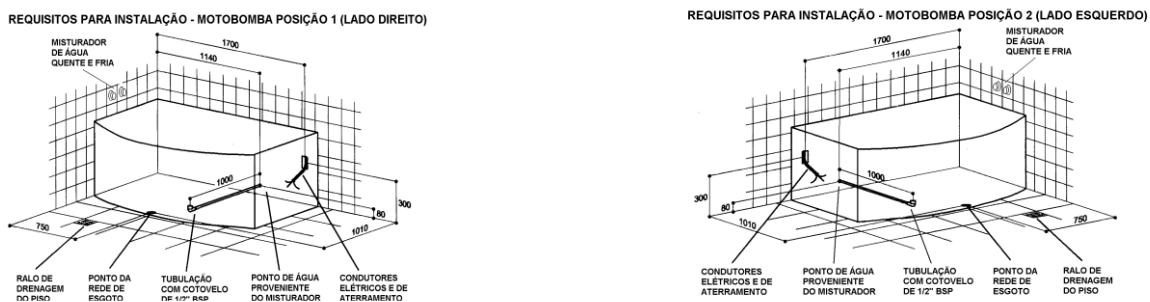 REQUISITOS PARA INSTALAÇÃO - MOTOBOMBA POSIÇÃO 1 (LADO DIREITO)
MISTURADOR
DE ÁGUA
QUENTE E FRIA
1700
1140
1000
300
80
1010
750
RALO DE
DRENAGEM
DO PISO
PONTO DA
REDE DE
ESGOTO
TUBULAÇÃO
COM COTOVELO
DE 1/2" BSP
PONTO DE ÁGUA
PROVENIENTE
DO MISTURADOR
CONDUTORES
ELÉTRICOS E DE
ATERRAMENTO
REQUISITOS PARA INSTALAÇÃO - MOTOBOMBA POSIÇÃO 2 (LADO ESQUERDO)
MISTURADOR
DE ÁGUA
QUENTE E FRIA
1700
1140
1000
300
80
1010
750
CONDUTORES
ELÉTRICOS E DE
ATERRAMENTO
PONTO DE ÁGUA
PROVENIENTE
DO MISTURADOR
TUBULAÇÃO
COM COTOVELO
DE 1/2" BSP
PONTO DA
REDE DE
ESGOTO
RALO DE
DRENAGEM
DO PISO